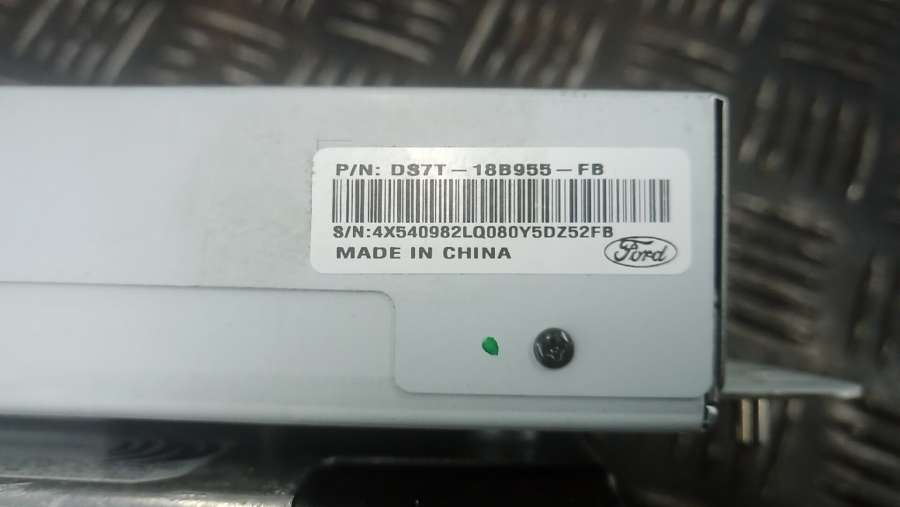 P/N: DS7T-18B955-FB
S/N:4X540982LQ080Y5DZ52FB
MADE IN CHINA
Ford